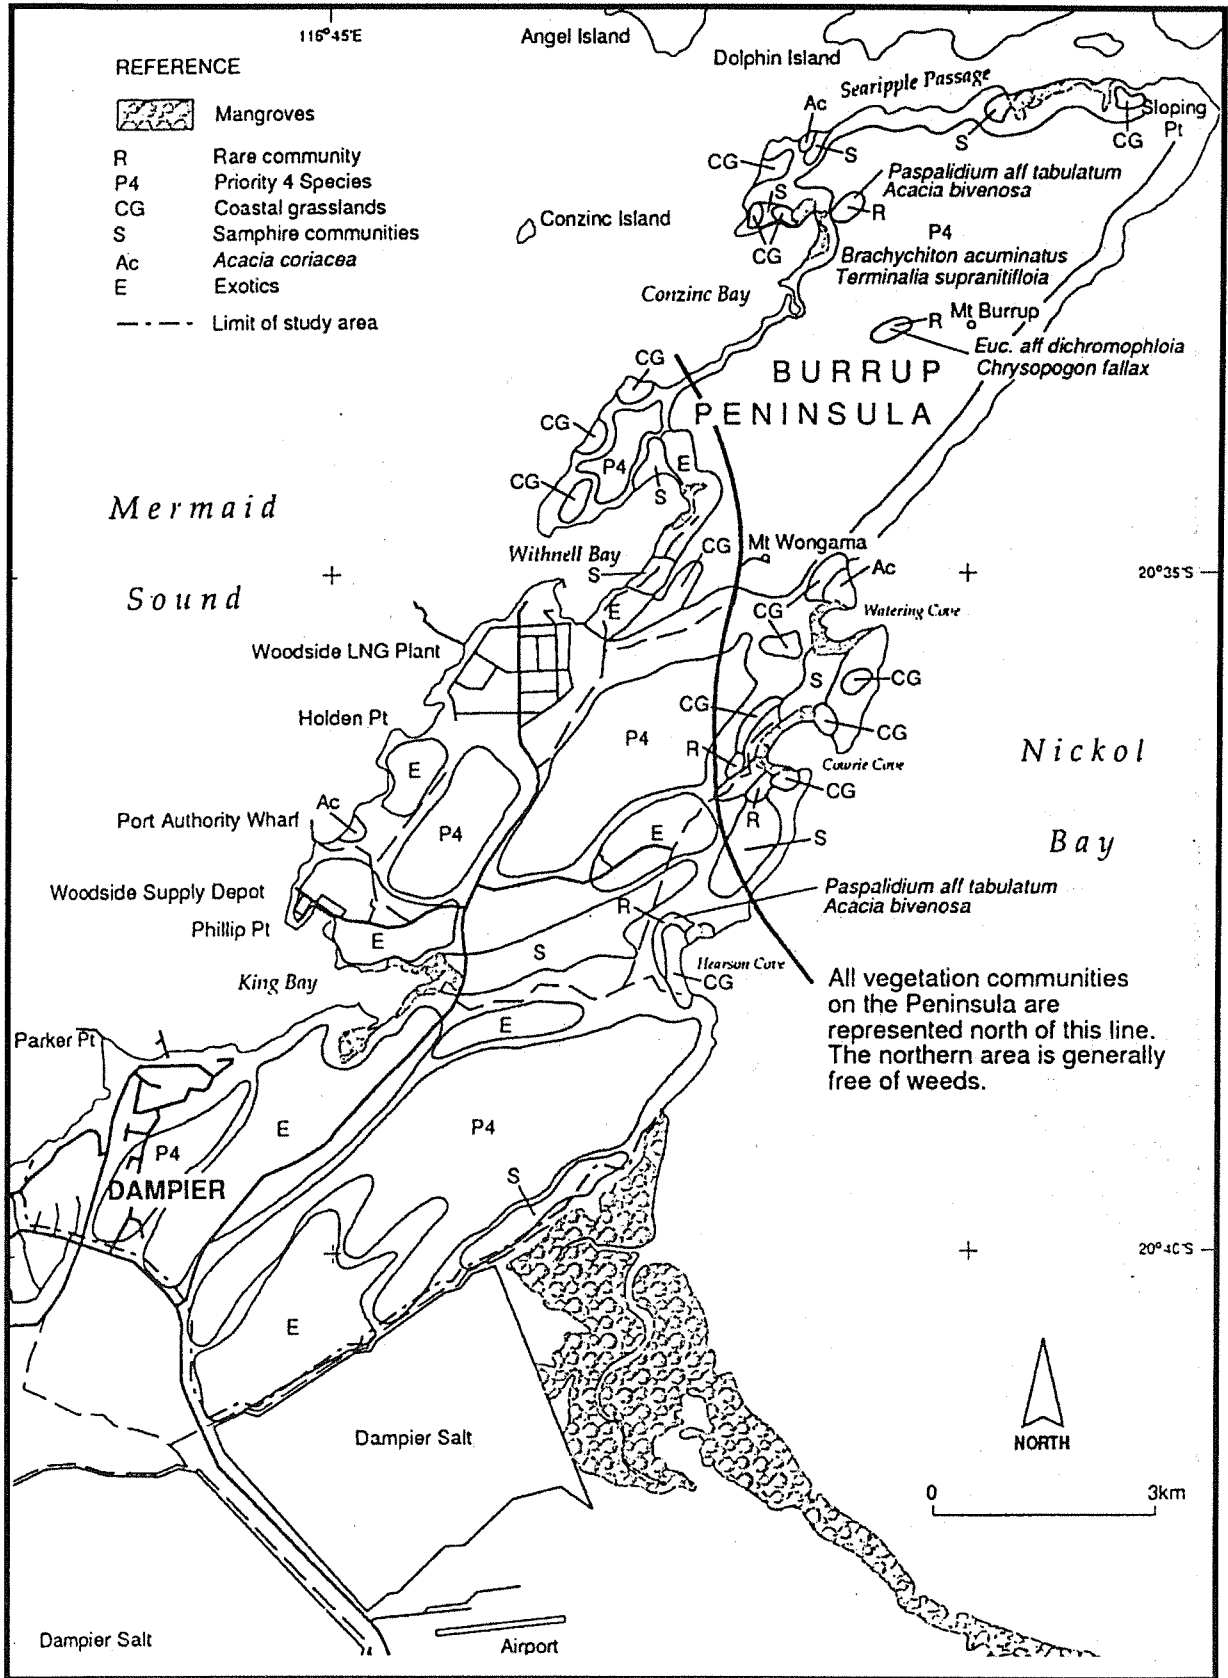 116°45'E
Angel Island
Dolphin Island
Searipple Passage
REFERENCE
Mangroves
R Rare community
P4 Priority 4 Species
CG Coastal grasslands
S Samphire communities
Ac Acacia coriacea
E Exotics
Limit of study area
Ac
S
CG
S
S
CG
Sloping
Pt
CG
Paspalidium aff tabulatum
Acacia bivenosa
R
P4
Brachychiton acuminatus
Terminalia supranitifloia
Conzinc Island
Conzinc Bay
R
Mt Burrup
Euc. aff dichromophloia
Chrysopogon fallax
BURRUP
PENINSULA
CG
CG
P4
E
CG
S
Mermaid
Sound
Withnell Bay
S
CG
Mt Wongama
Ac
20°35'S
E
CG
Watering Cove
Woodside LNG Plant
S
CG
Holden Pt
CG
P4
R
CG
Nickol
Bay
E
Cowrie Cove
CG
Ac
Port Authority Wharf
P4
E
R
S
Woodside Supply Depot
Paspalidium aff tabulatum
Acacia bivenosa
R
Phillip Pt
E
S
King Bay
Hearson Cove
CG
All vegetation communities
on the Peninsula are
represented north of this line.
The northern area is generally
free of weeds.
Parker Pt
E
E
P4
P4
S
DAMPIER
20°40'S
E
Dampier Salt
NORTH
0 3km
Dampier Salt
Airport